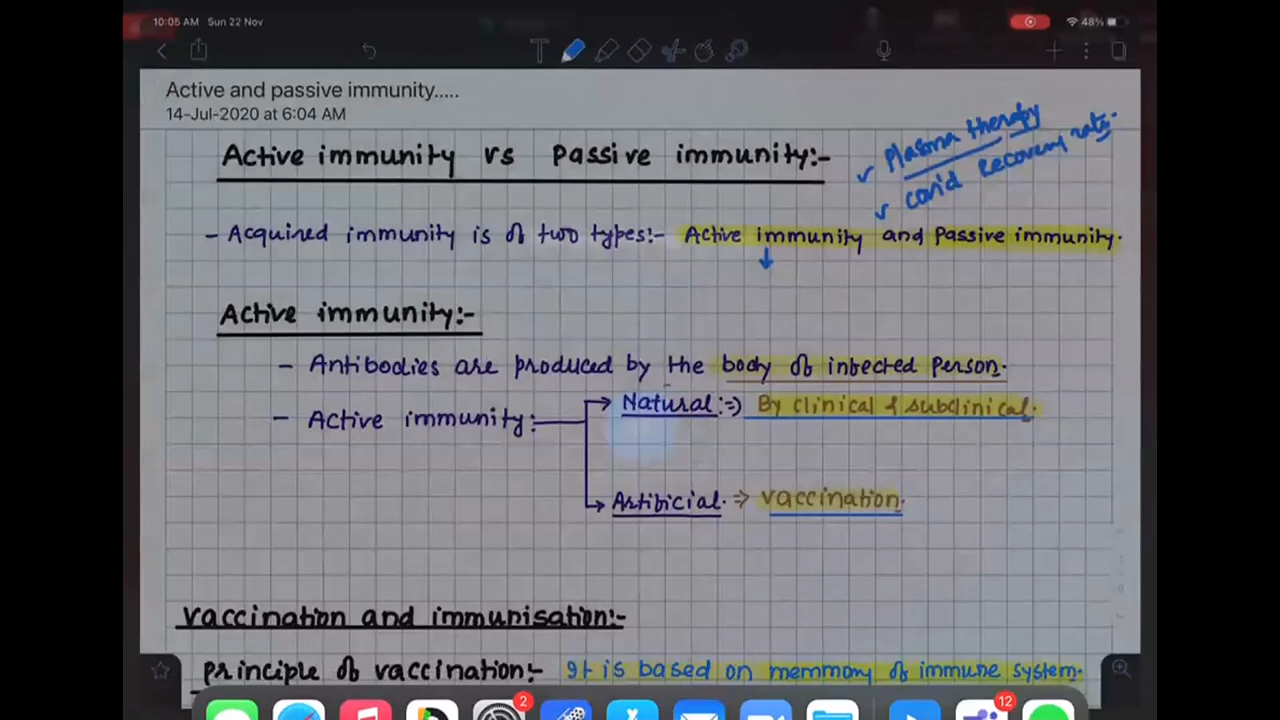 10:05 AM Sun 22 Nov
48%
Active and passive immunity.....
14-Jul-2020 at 6:04 AM
Active immunity vs Passive immunity:-
✓ Plasma therapy
✓ covid Recovery rate.
- Acquired immunity is of two types:- Active immunity and Passive immunity.
Active immunity:-
- Antibodies are produced by the body of infected person.
- Active immunity:
Natural :⇒ By clinical & subclinical.
Artificial. ⇒ vaccination.
vaccination and immunisation:-
principle of vaccination:- It is based on memmory of immune system.
2
12